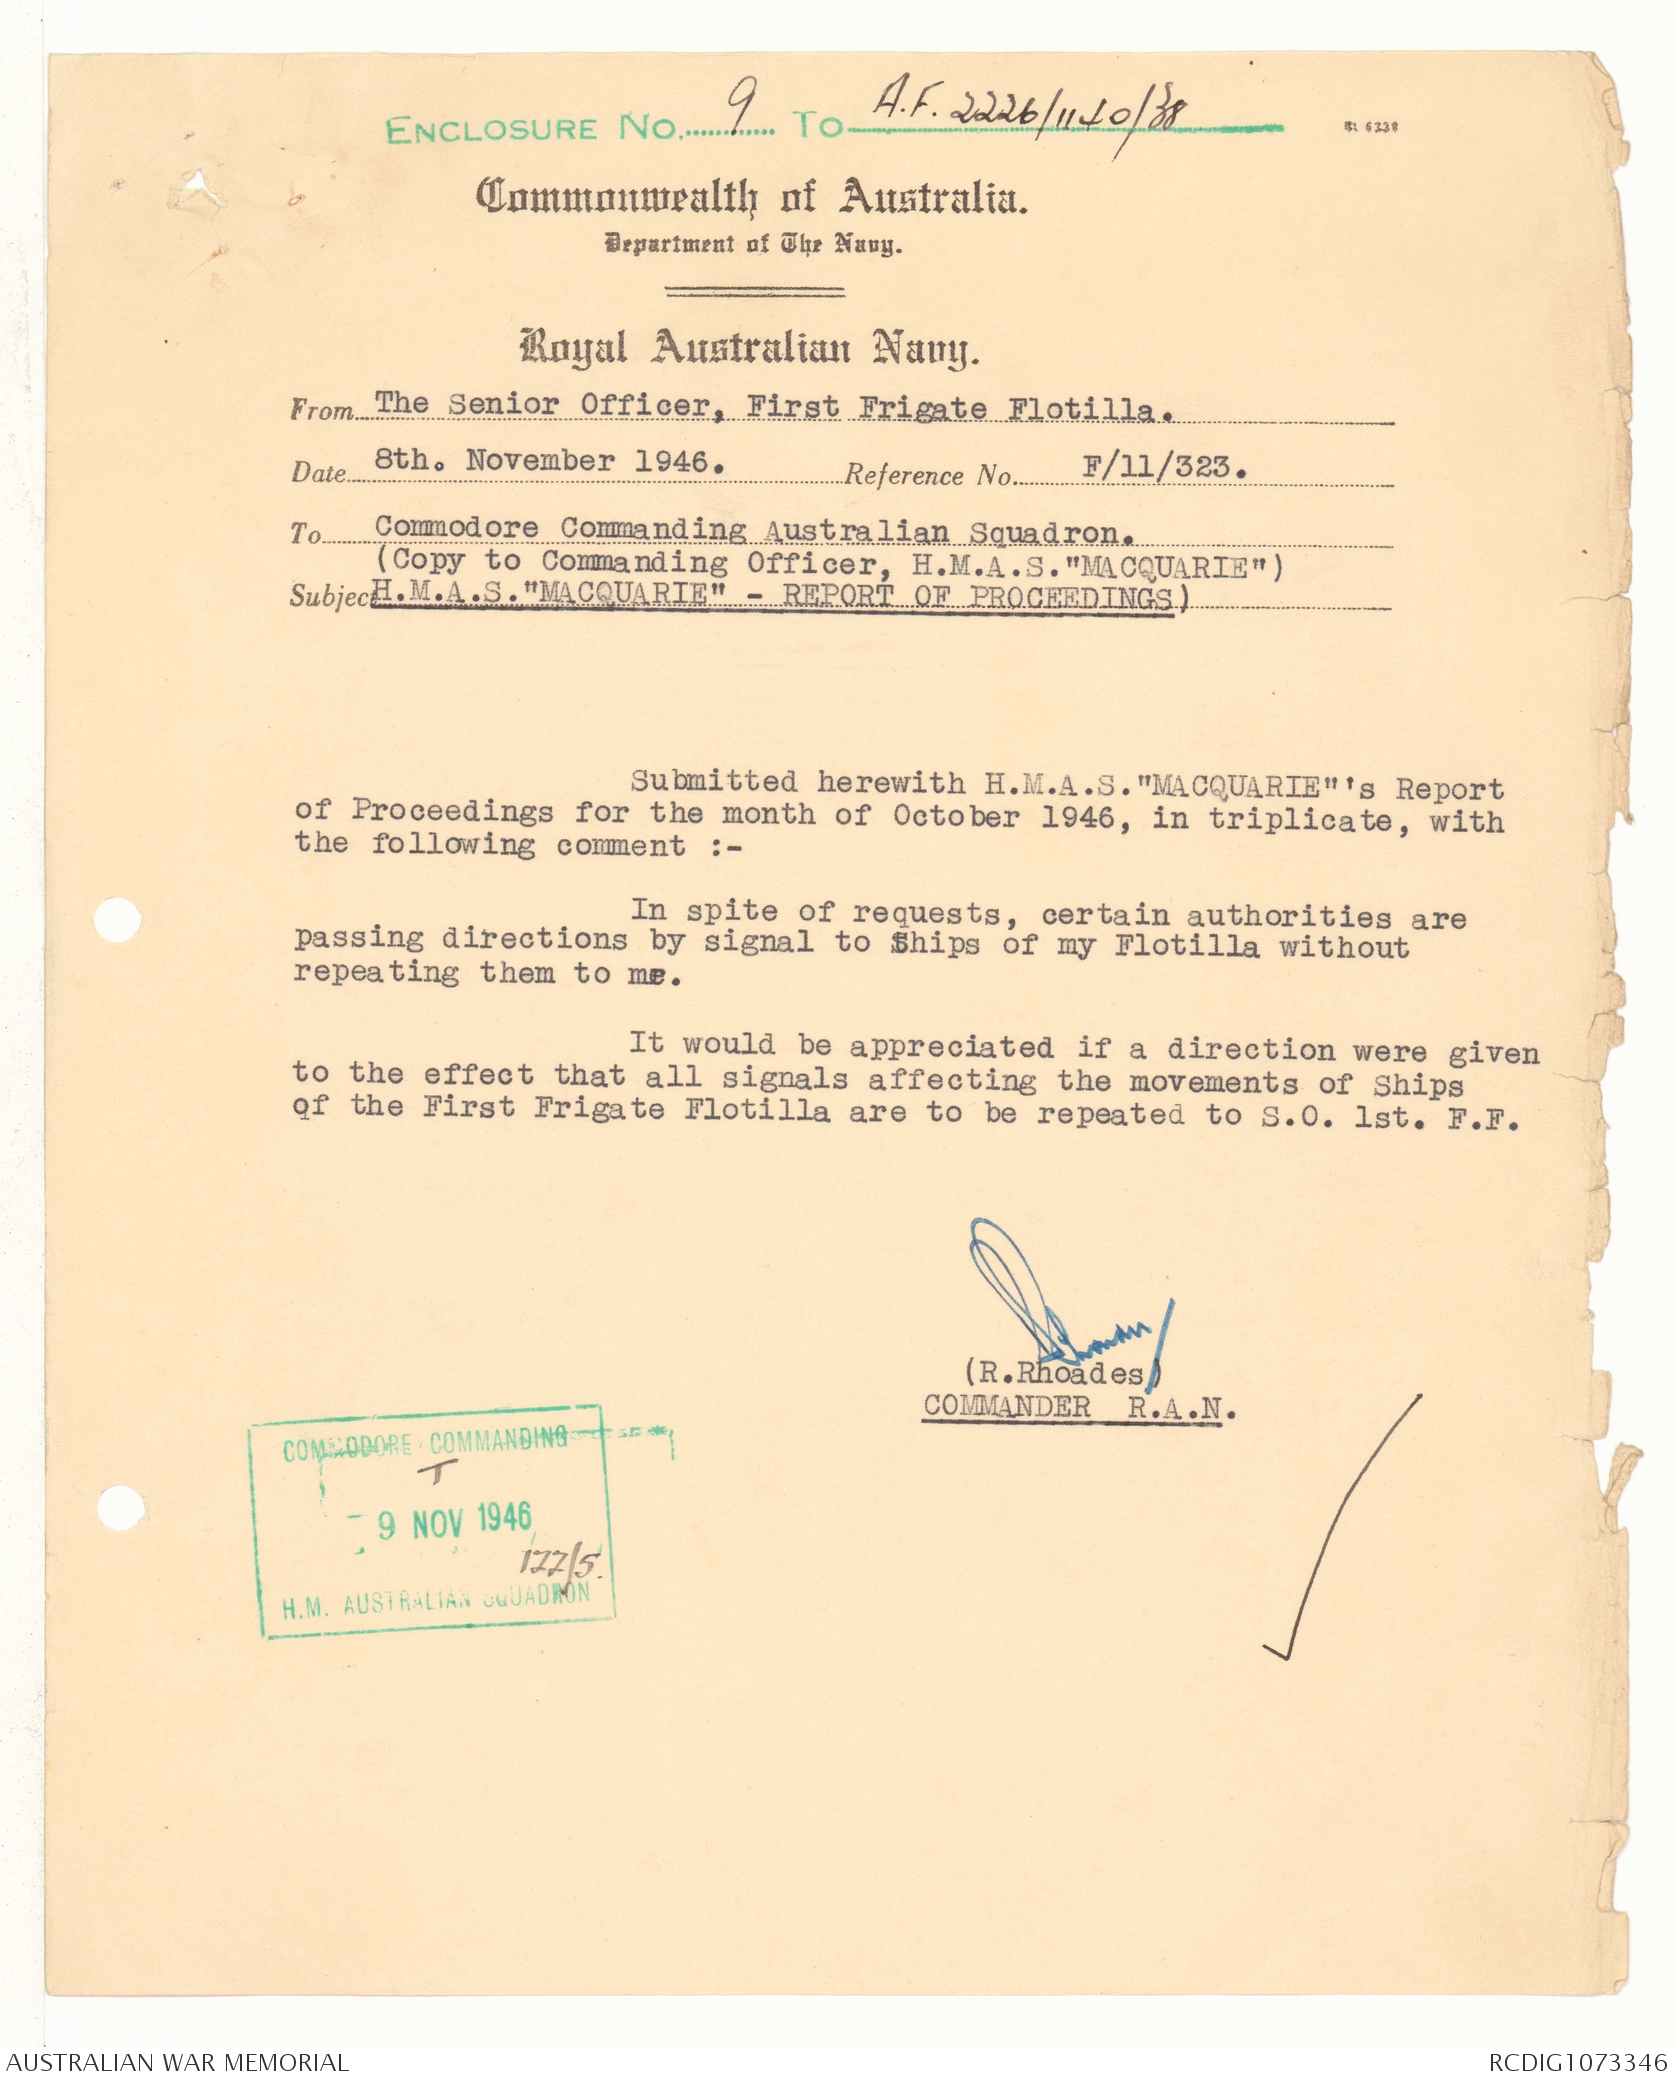 ENCLOSURE No. 9 To A.F. 2226/1140/38
Commonwealth of Australia.
Department of The Navy.
Royal Australian Navy.
From The Senior Officer, First Frigate Flotilla.
Date 8th. November 1946. Reference No. F/11/323.
To Commodore Commanding Australian Squadron.
(Copy to Commanding Officer, H.M.A.S."MACQUARIE")
Subject H.M.A.S."MACQUARIE" - REPORT OF PROCEEDINGS)
Submitted herewith H.M.A.S."MACQUARIE"'s Report
of Proceedings for the month of October 1946, in triplicate, with
the following comment :-
In spite of requests, certain authorities are
passing directions by signal to Ships of my Flotilla without
repeating them to me.
It would be appreciated if a direction were given
to the effect that all signals affecting the movements of Ships
of the First Frigate Flotilla are to be repeated to S.O. 1st. F.F.
(R.Rhoades)
COMMANDER R.A.N.
COMMODORE COMMANDING
T
- 9 NOV 1946
177/5.
H.M. AUSTRALIAN SQUADRON
AUSTRALIAN WAR MEMORIAL
RCDIG1073346